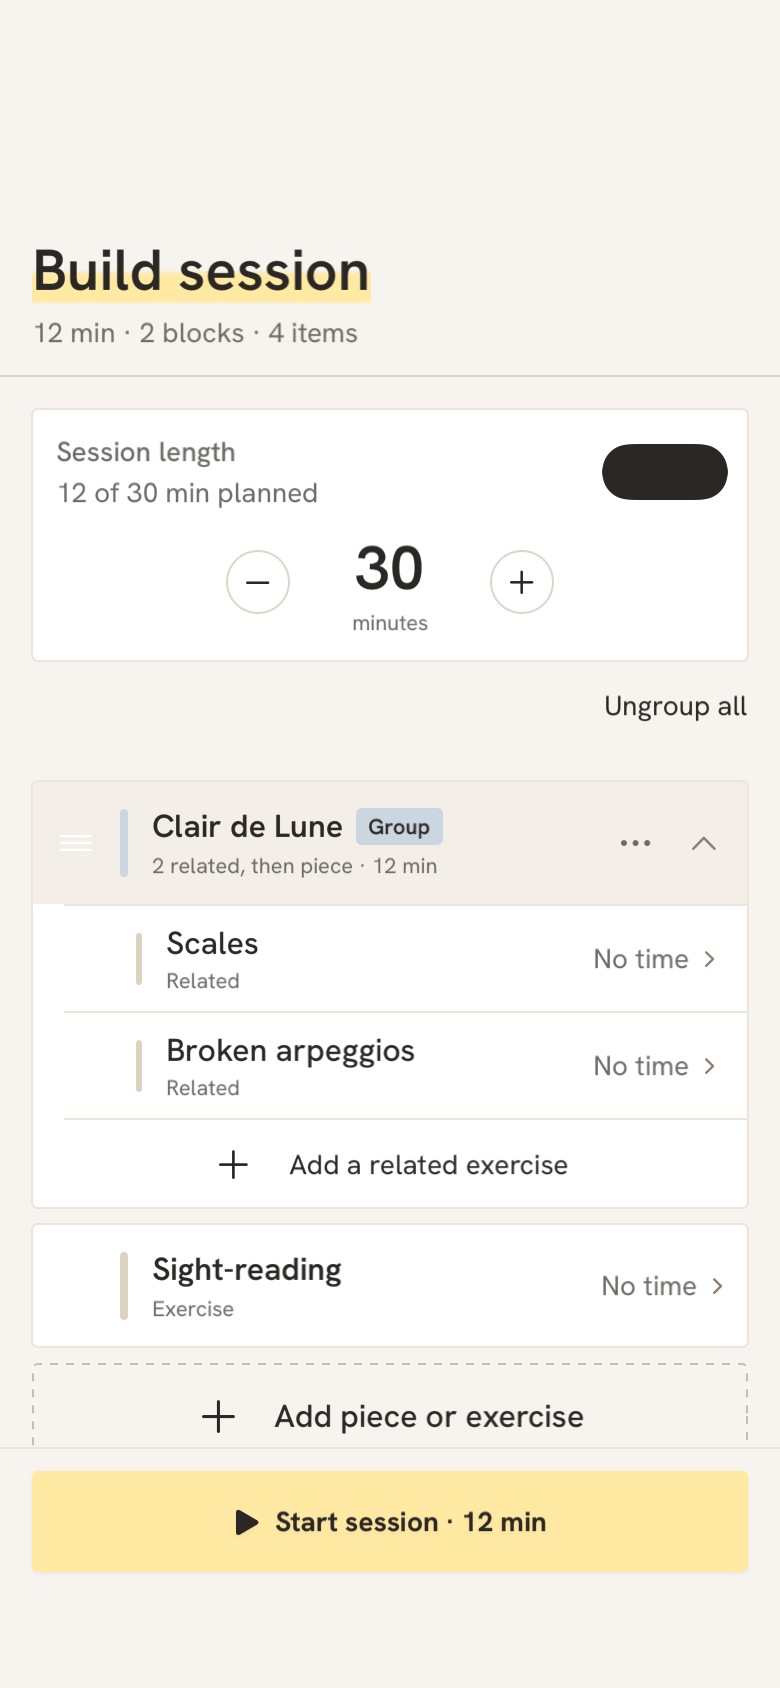 Build session
12 min · 2 blocks · 4 items
Session length
12 of 30 min planned
30
minutes
Ungroup all
Clair de Lune Group
2 related, then piece · 12 min
Scales
Related
No time
Broken arpeggios
Related
No time
Add a related exercise
Sight-reading
Exercise
No time
Add piece or exercise
Start session · 12 min